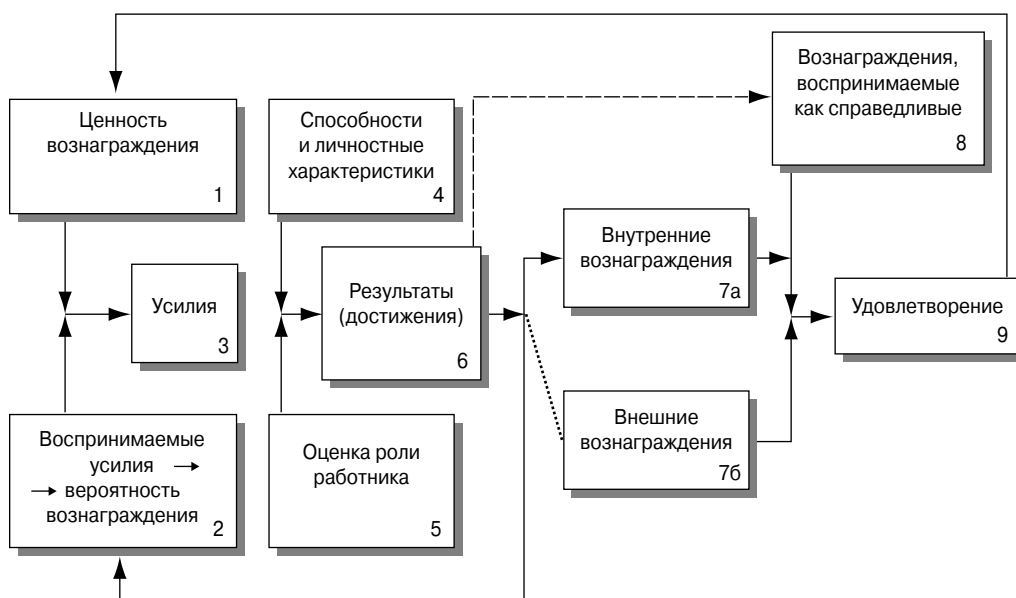 Ценность
вознаграждения
1
Способности
и личностные
характеристики
4
Вознаграждения,
воспринимаемые
как справедливые
8
Усилия
3
Результаты
(достижения)
6
Внутренние
вознаграждения
7а
Удовлетворение
9
Воспринимаемые
усилия →
→ вероятность
вознаграждения
2
Оценка роли
работника
5
Внешние
вознаграждения
7б